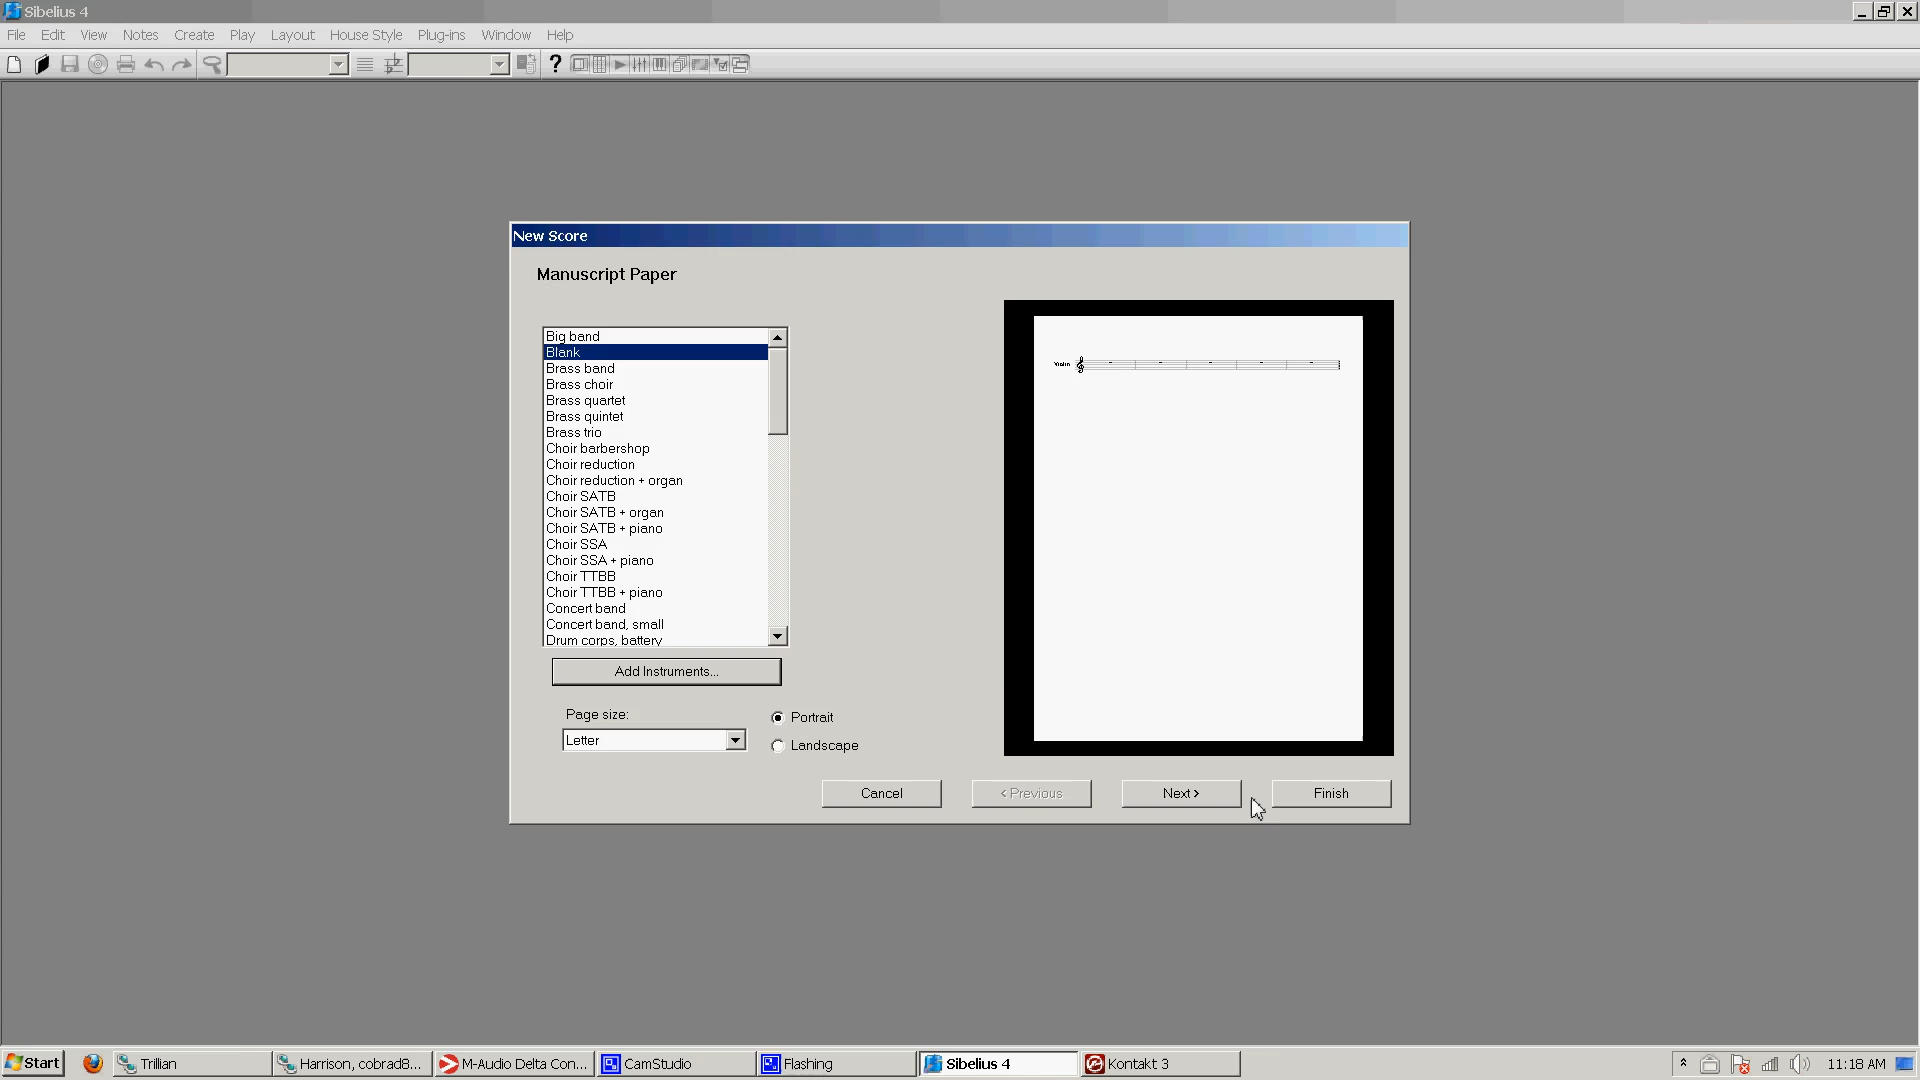 Sibelius 4
File Edit View Notes Create Play Layout House Style Plug-ins Window Help
New Score
Manuscript Paper
Big band
Blank
Brass band
Brass choir
Brass quartet
Brass quintet
Brass trio
Choir barbershop
Choir reduction
Choir reduction + organ
Choir SATB
Choir SATB + organ
Choir SATB + piano
Choir SSA
Choir SSA + piano
Choir TTBB
Choir TTBB + piano
Concert band
Concert band, small
Drum corps, battery
Violin
Add Instruments...
Page size:
Letter
Portrait
Landscape
Cancel
< Previous
Next >
Finish
Start Trillian Harrison, cobrad8... M-Audio Delta Con... CamStudio Flashing Sibelius 4 Kontakt 3 11:18 AM